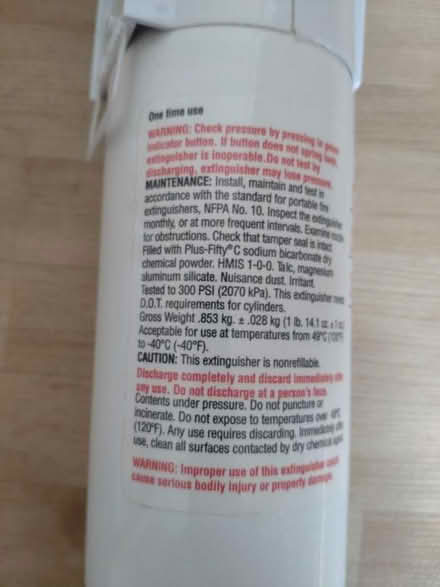 One time use
WARNING: Check pressure by pressing in green
indicator button. If button does not spring back,
extinguisher is inoperable. Do not test by
discharging, extinguisher may lose pressure.
MAINTENANCE: Install, maintain and test in
accordance with the standard for portable fire
extinguishers, NFPA No. 10. Inspect the extinguisher
monthly, or at more frequent intervals. Examine nozzle
for obstructions. Check that tamper seal is intact.
Filled with Plus-Fifty® C sodium bicarbonate dry
chemical powder. HMIS 1-0-0. Talc, magnesium
aluminum silicate. Nuisance dust. Irritant.
Tested to 300 PSI (2070 kPa). This extinguisher meets
D.O.T. requirements for cylinders.
Gross Weight .853 kg. ± .028 kg (1 lb. 14.1 oz. ± 1 oz.)
Acceptable for use at temperatures from 49°C (120°F)
to -40°C (-40°F).
CAUTION: This extinguisher is nonrefillable.
Discharge completely and discard immediately after
any use. Do not discharge at a person's face.
Contents under pressure. Do not puncture or
incinerate. Do not expose to temperatures over 49°C
(120°F). Any use requires discarding. Immediately after
use, clean all surfaces contacted by dry chemical agent.
WARNING: Improper use of this extinguisher could
cause serious bodily injury or property damage.